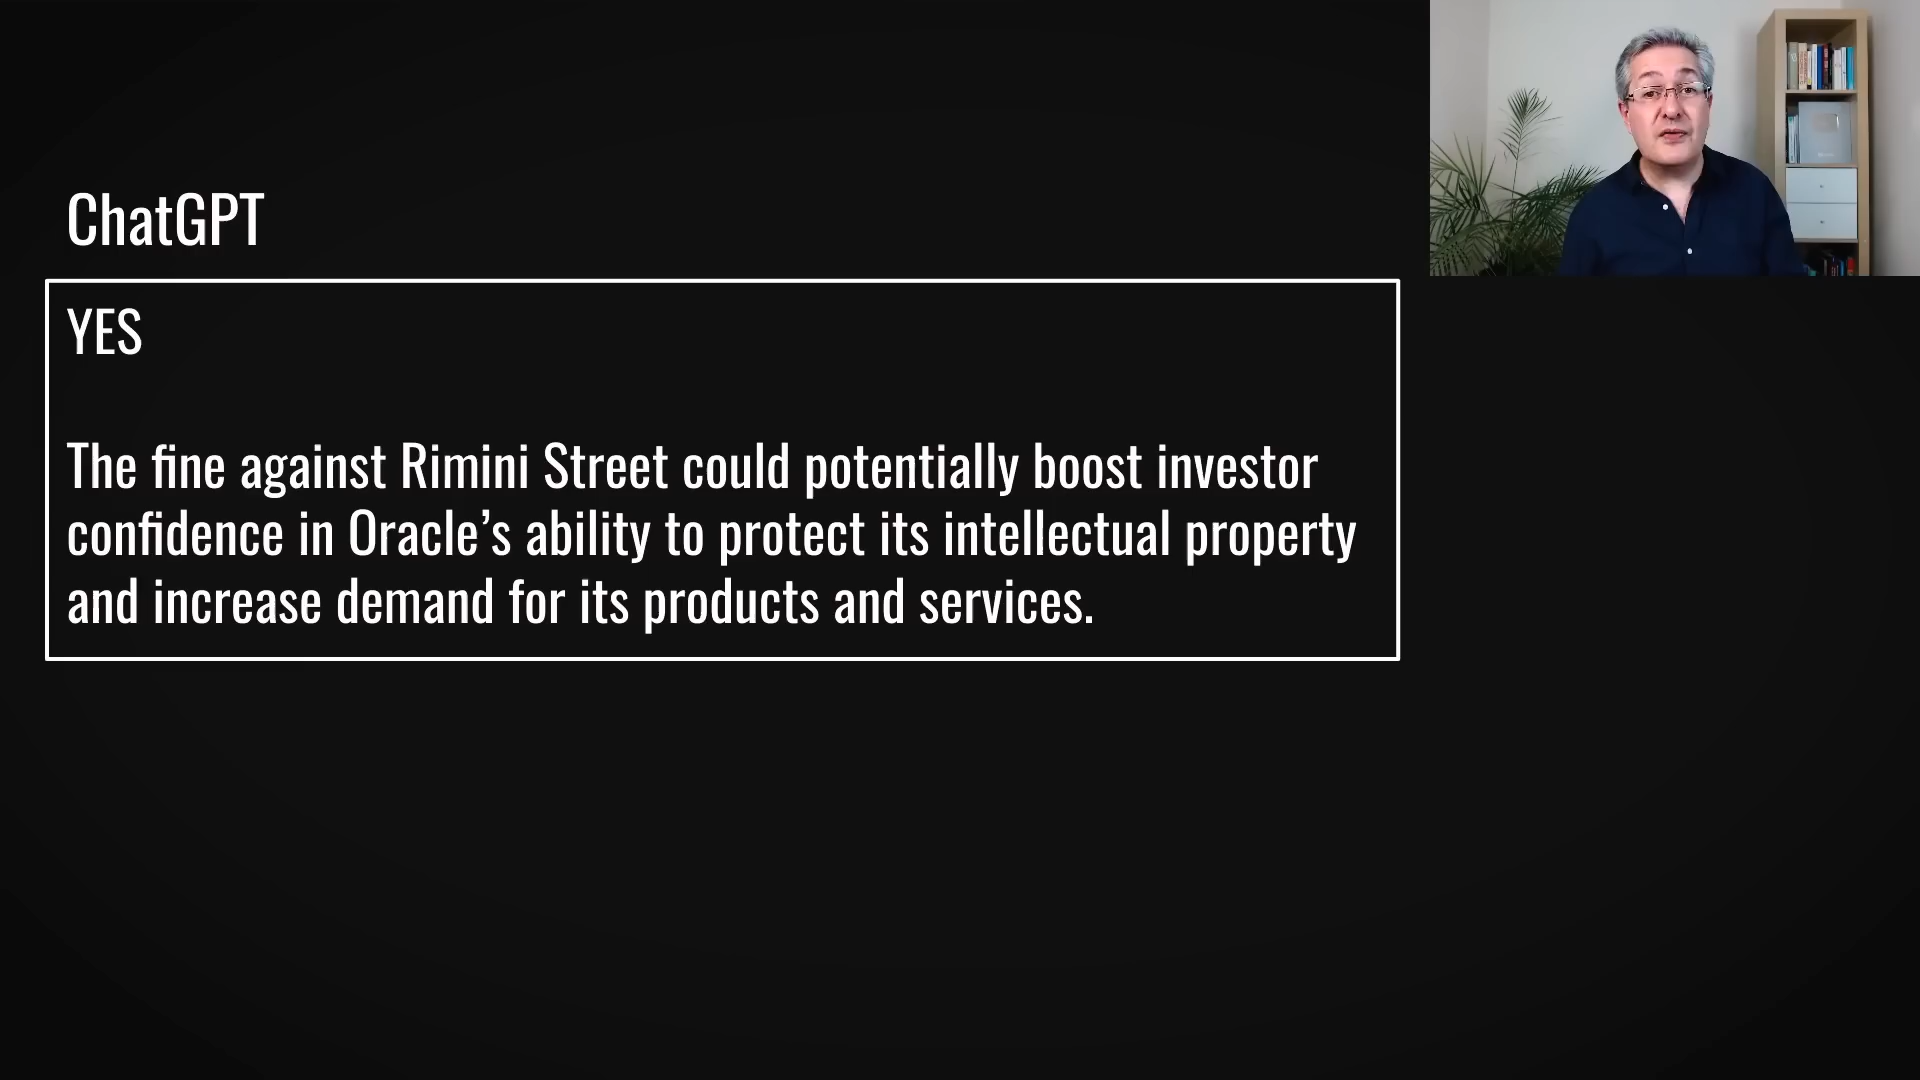 ChatGPT
YES
The fine against Rimini Street could potentially boost investor
confidence in Oracle’s ability to protect its intellectual property
and increase demand for its products and services.